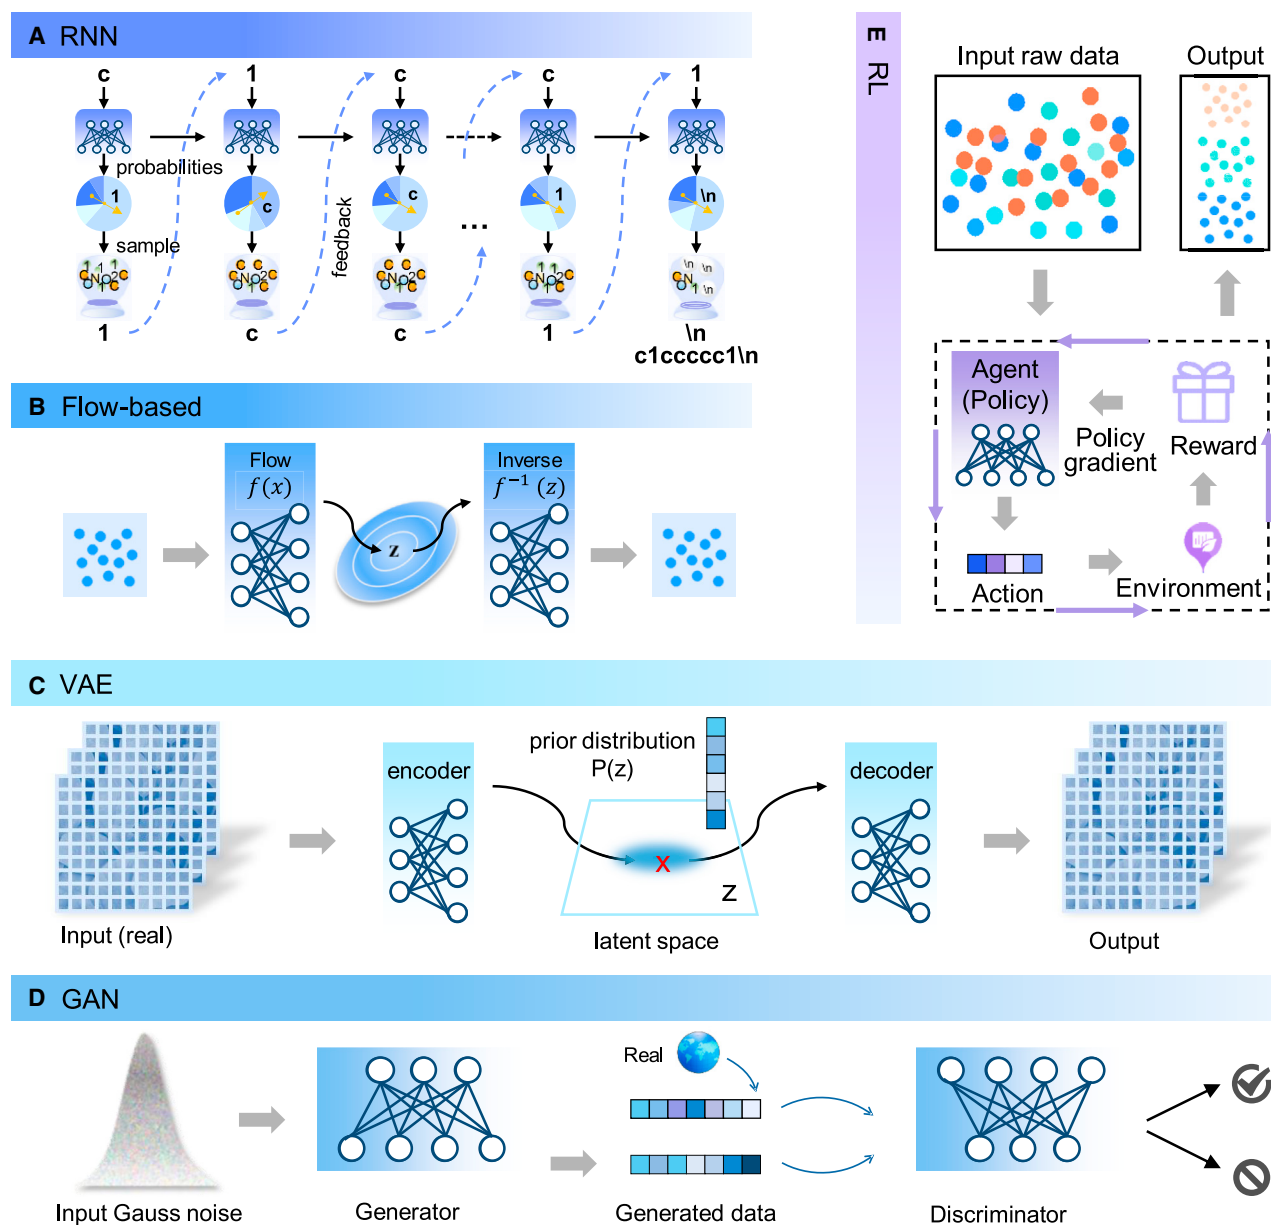 A RNN
c 1 c c 1
probabilities
1 c c 1 \n
sample
feedback
...
1 c c 1 \n
c1ccccc1\n
B Flow-based
Flow
f(x)
z
Inverse
f⁻¹ (z)
C VAE
Input (real)
encoder
prior distribution
P(z)
X
z
latent space
decoder
Output
D GAN
Input Gauss noise
Generator
Real
Generated data
Discriminator
E RL
Input raw data
Output
Agent
(Policy)
Policy
gradient
Reward
Action
Environment